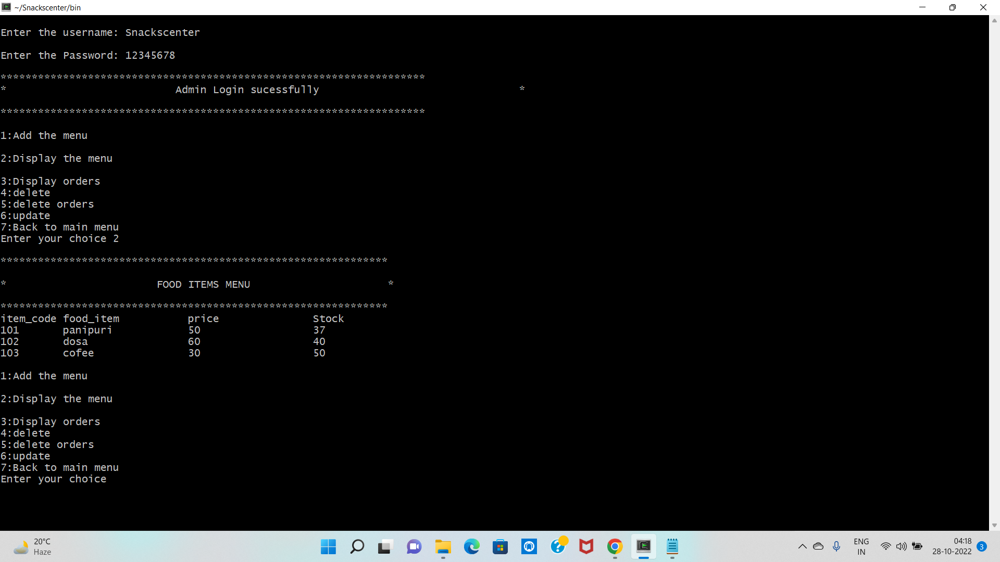 ~/Snackscenter/bin
Enter the username: Snackscenter
Enter the Password: 12345678
********************************************************************
* Admin Login sucessfully *
********************************************************************
1:Add the menu
2:Display the menu
3:Display orders
4:delete
5:delete orders
6:update
7:Back to main menu
Enter your choice 2
**************************************************************
* FOOD ITEMS MENU *
**************************************************************
item_code food_item price Stock
101 panipuri 50 37
102 dosa 60 40
103 cofee 30 50
1:Add the menu
2:Display the menu
3:Display orders
4:delete
5:delete orders
6:update
7:Back to main menu
Enter your choice
20°C
Haze
ENG
IN
04:18
28-10-2022
3